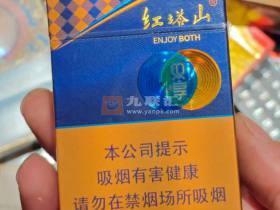 红塔山
ENJOY BOTH
九联汇
www.yanpms.com
本公司提示
吸烟有害健康
请勿在禁烟场所吸烟